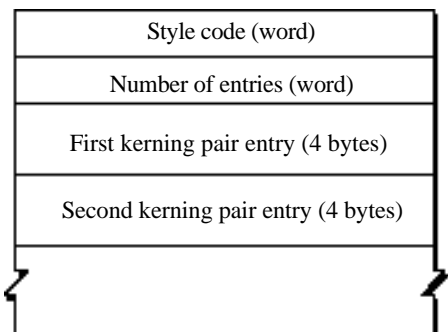 Style code (word)
Number of entries (word)
First kerning pair entry (4 bytes)
Second kerning pair entry (4 bytes)